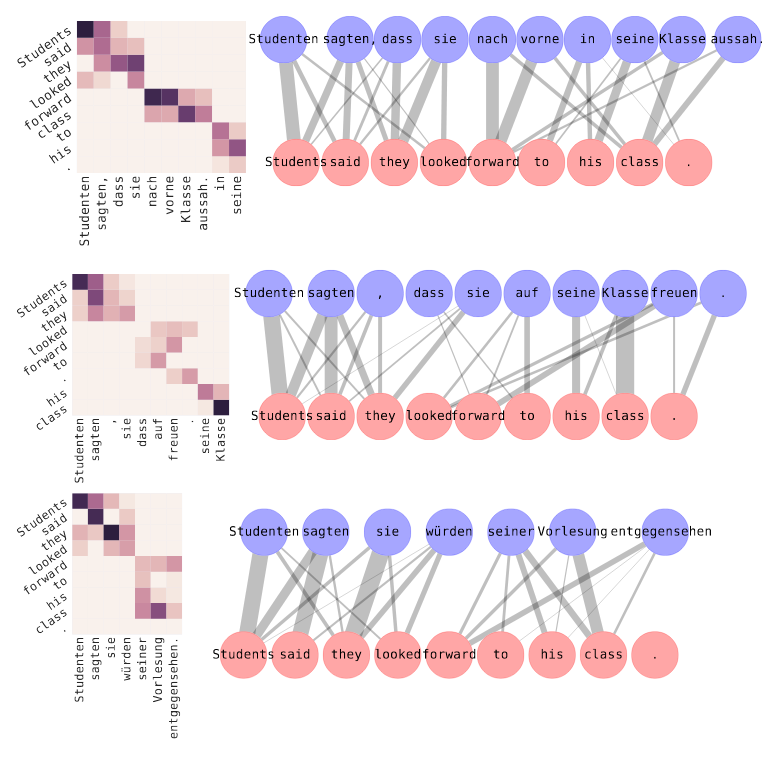 Students
said
they
looked
forward
class
to
his
.
Studenten
sagten,
dass
sie
nach
vorne
Klasse
aussah.
in
seine
Studenten sagten, dass sie nach vorne in seine Klasse aussah.
Students said they looked forward to his class .
Students
said
they
looked
forward
to
.
his
class
Studenten
sagten
,
sie
dass
auf
freuen
.
seine
Klasse
Studenten sagten , dass sie auf seine Klasse freuen .
Students said they looked forward to his class .
Students
said
they
looked
forward
to
his
class
.
Studenten
sagten
sie
würden
seiner
Vorlesung
entgegensehen.
Studenten sagten sie würden seiner Vorlesung entgegensehen
Students said they looked forward to his class .